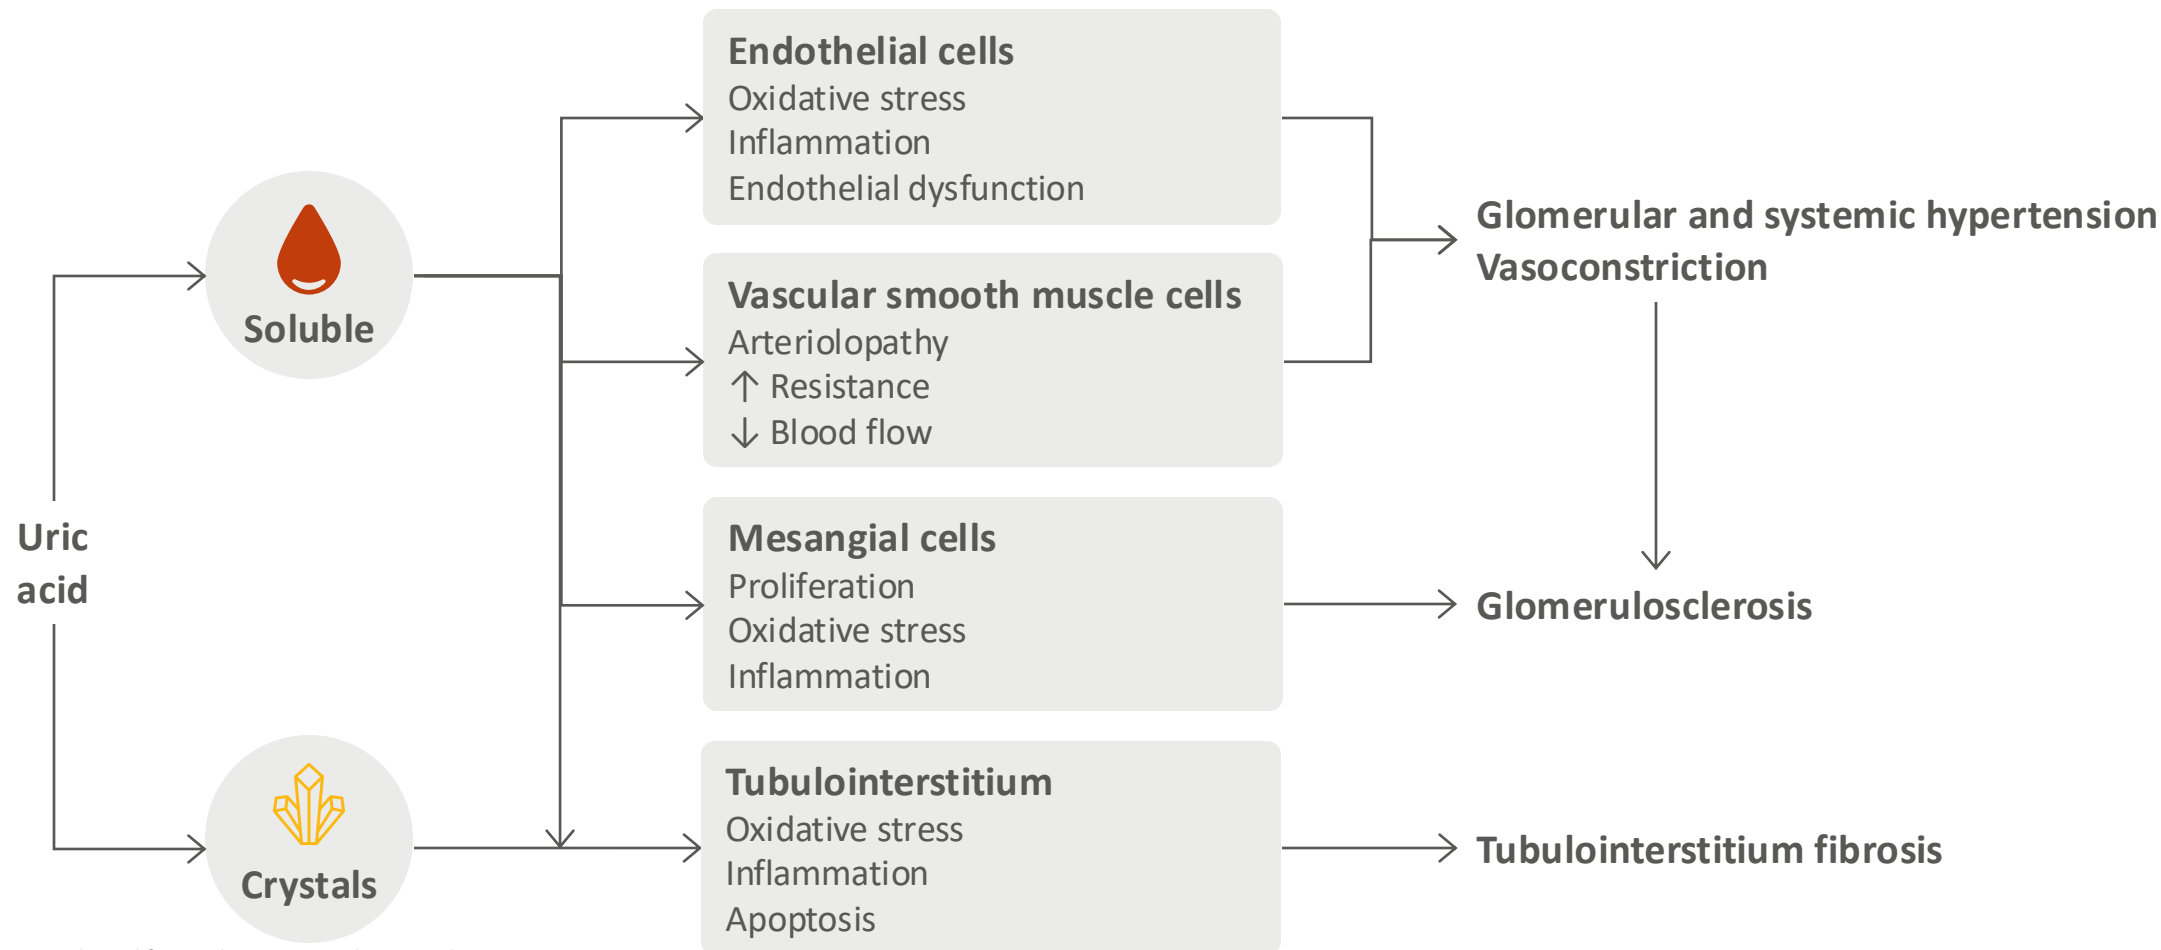 Uric
acid
Soluble
Crystals
Endothelial cells
Oxidative stress
Inflammation
Endothelial dysfunction
Vascular smooth muscle cells
Arteriolopathy
↑ Resistance
↓ Blood flow
Mesangial cells
Proliferation
Oxidative stress
Inflammation
Tubulointerstitium
Oxidative stress
Inflammation
Apoptosis
Glomerular and systemic hypertension
Vasoconstriction
Glomerulosclerosis
Tubulointerstitium fibrosis